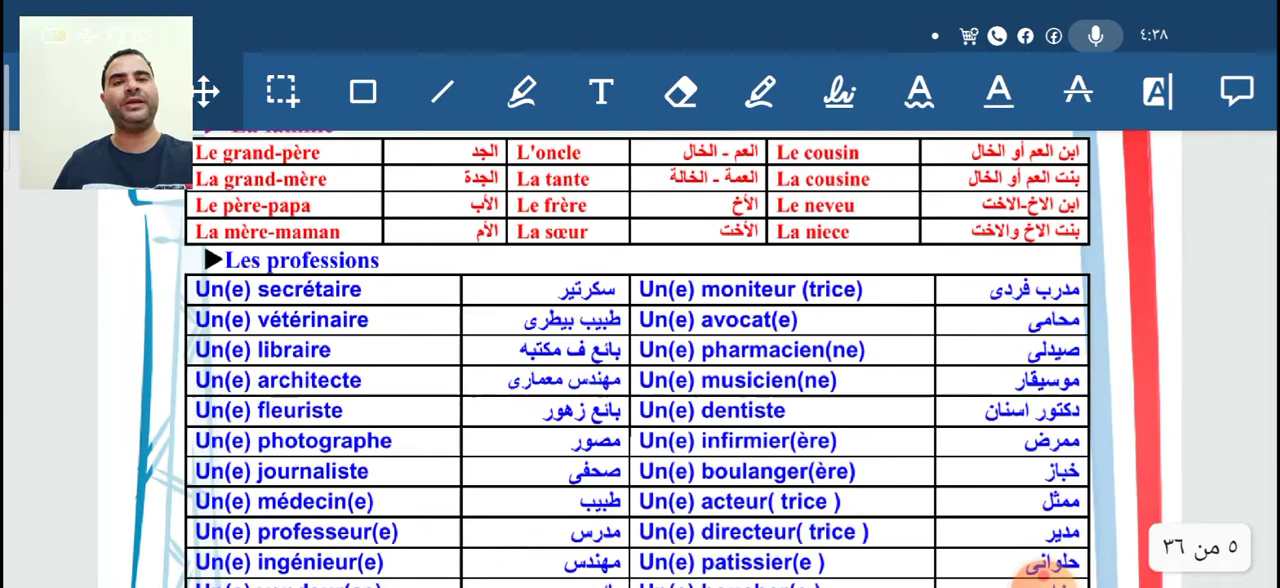 ٤:٣٨
La famille
Le grand-père الجد L'oncle العم - الخال Le cousin ابن العم أو الخال
La grand-mère الجدة La tante العمة - الخالة La cousine بنت العم أو الخال
Le père-papa الأب Le frère الأخ Le neveu ابن الاخ-الاخت
La mère-maman الأم La sœur الأخت La niece بنت الاخ والاخت
Les professions
Un(e) secrétaire سكرتير Un(e) moniteur (trice) مدرب فردى
Un(e) vétérinaire طبيب بيطرى Un(e) avocat(e) محامى
Un(e) libraire بائع ف مكتبه Un(e) pharmacien(ne) صيدلى
Un(e) architecte مهندس معمارى Un(e) musicien(ne) موسيقار
Un(e) fleuriste بائع زهور Un(e) dentiste دكتور اسنان
Un(e) photographe مصور Un(e) infirmier(ère) ممرض
Un(e) journaliste صحفى Un(e) boulanger(ère) خباز
Un(e) médecin(e) طبيب Un(e) acteur( trice ) ممثل
Un(e) professeur(e) مدرس Un(e) directeur( trice ) مدير
Un(e) ingénieur(e) مهندس Un(e) patissier(e ) حلوانى
٥ من ٣٦